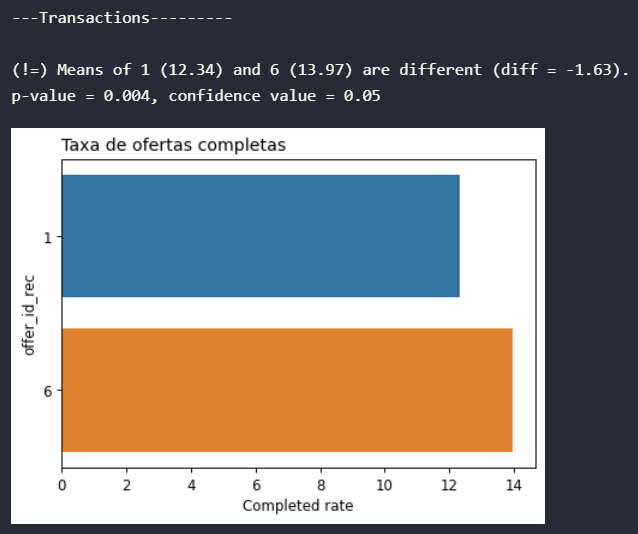 ---Transactions---------
(!=) Means of 1 (12.34) and 6 (13.97) are different (diff = -1.63).
p-value = 0.004, confidence value = 0.05
Taxa de ofertas completas
1
offer_id_rec
6
0 2 4 6 8 10 12 14
Completed rate